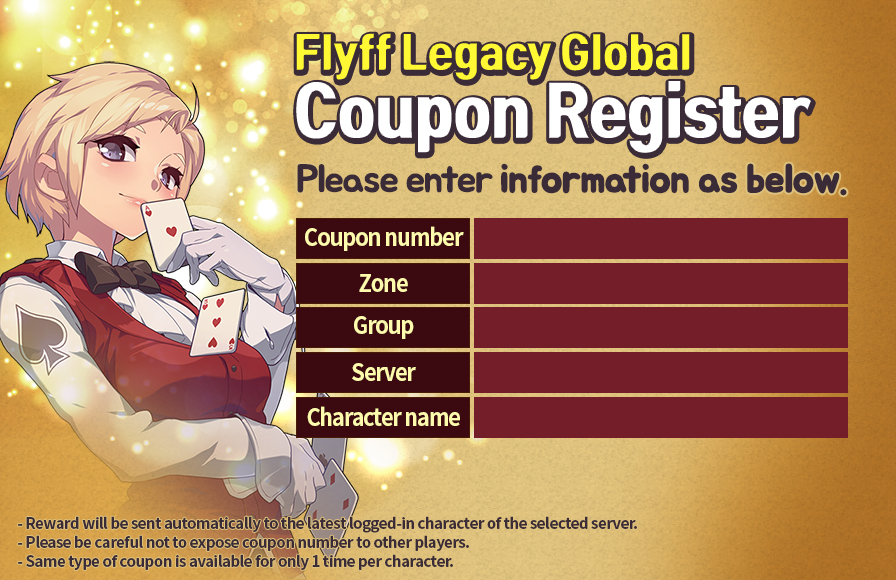 Flyff Legacy Global
Coupon Register
Please enter information as below.
Coupon number
Zone
Group
Server
Character name
- Reward will be sent automatically to the latest logged-in character of the selected server.
- Please be careful not to expose coupon number to other players.
- Same type of coupon is available for only 1 time per character.